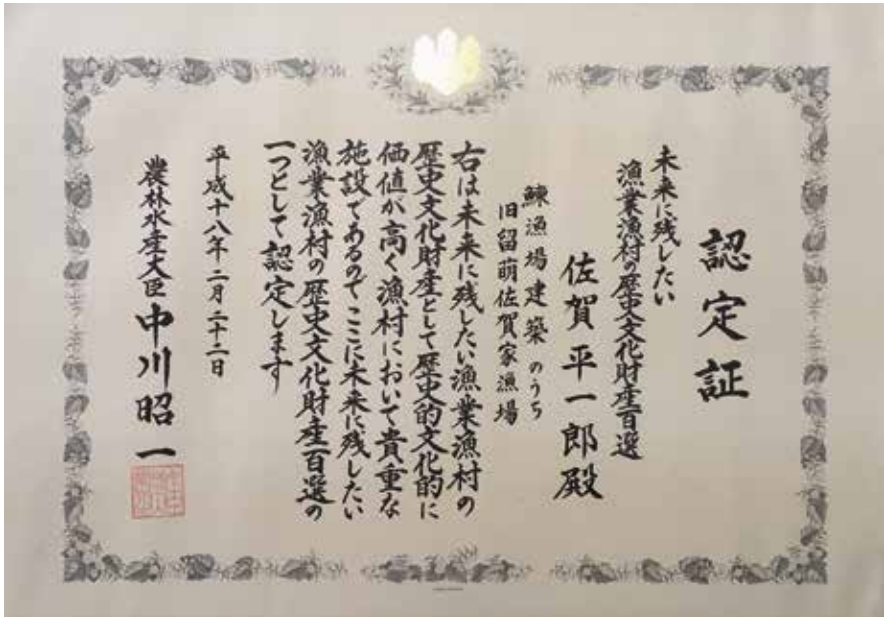 認定証
未来に残したい
漁業漁村の歴史文化財産百選
佐賀平一郎殿
鰊漁場建築のうち
旧留萌佐賀家漁場
右は未来に残したい漁業漁村の
歴史文化財産として歴史的文化的に
価値が高く漁村において貴重な
施設であるのでここに未来に残したい
漁業漁村の歴史文化財産百選の
一つとして認定します
平成十八年二月二十二日
農林水産大臣 中川昭一